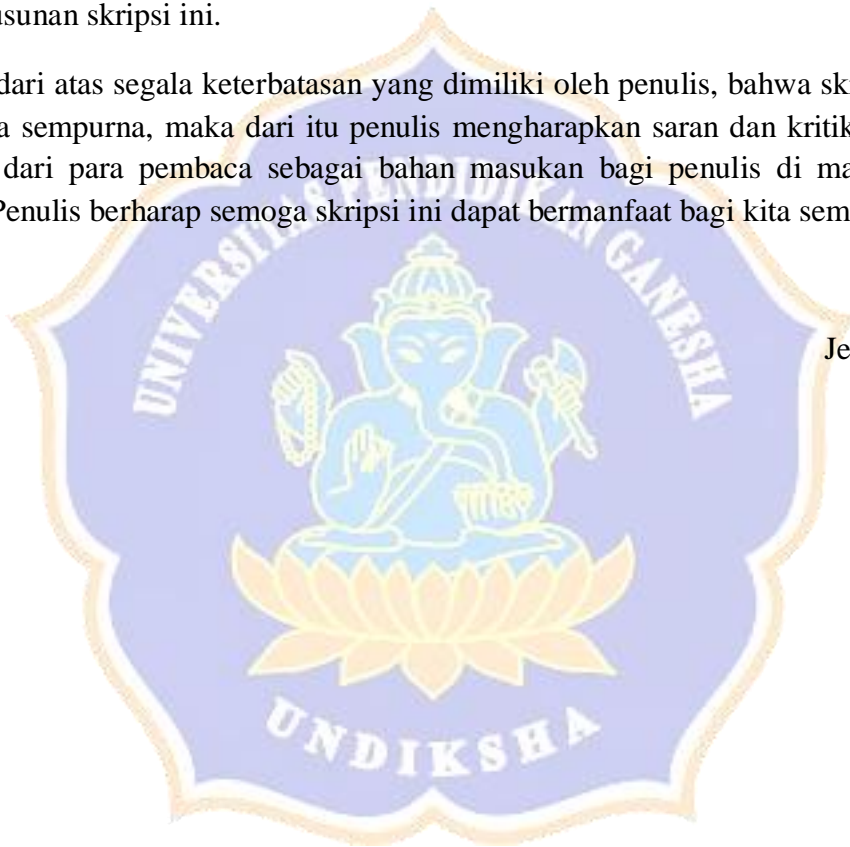 usunan skripsi ini.
dari atas segala keterbatasan yang dimiliki oleh penulis, bahwa sk
a sempurna, maka dari itu penulis mengharapkan saran dan kritik
dari para pembaca sebagai bahan masukan bagi penulis di ma
Penulis berharap semoga skripsi ini dapat bermanfaat bagi kita sem
UNIVERSITAS PENDIDIKAN GANESHA
Je
UNDIKSHA